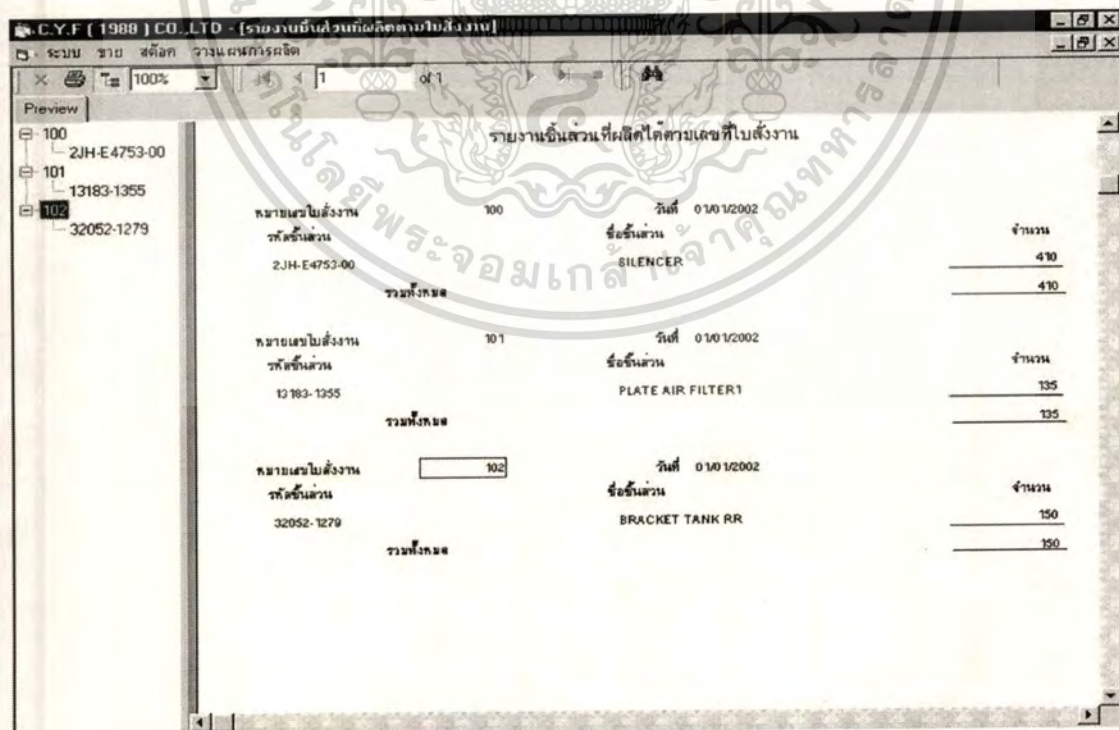 C.Y.F ( 1988 ) CO.,LTD - [รายงานชิ้นส่วนที่ผลิตตามใบสั่งงาน]
ระบบ ขาย สต๊อก วางแผนการผลิต
100% 1 of 1
Preview
100
2JH-E4753-00
101
13183-1355
102
32052-1279
รายงานชิ้นส่วนที่ผลิตได้ตามเลขที่ใบสั่งงาน
หมายเลขใบสั่งงาน 100 วันที่ 01/01/2002
รหัสชิ้นส่วน ชื่อชิ้นส่วน จำนวน
2JH-E4753-00 SILENCER 410
รวมทั้งหมด 410
หมายเลขใบสั่งงาน 101 วันที่ 01/01/2002
รหัสชิ้นส่วน ชื่อชิ้นส่วน จำนวน
13183-1355 PLATE AIR FILTER1 135
รวมทั้งหมด 135
หมายเลขใบสั่งงาน 102 วันที่ 01/01/2002
รหัสชิ้นส่วน ชื่อชิ้นส่วน จำนวน
32052-1279 BRACKET TANK RR 150
รวมทั้งหมด 150